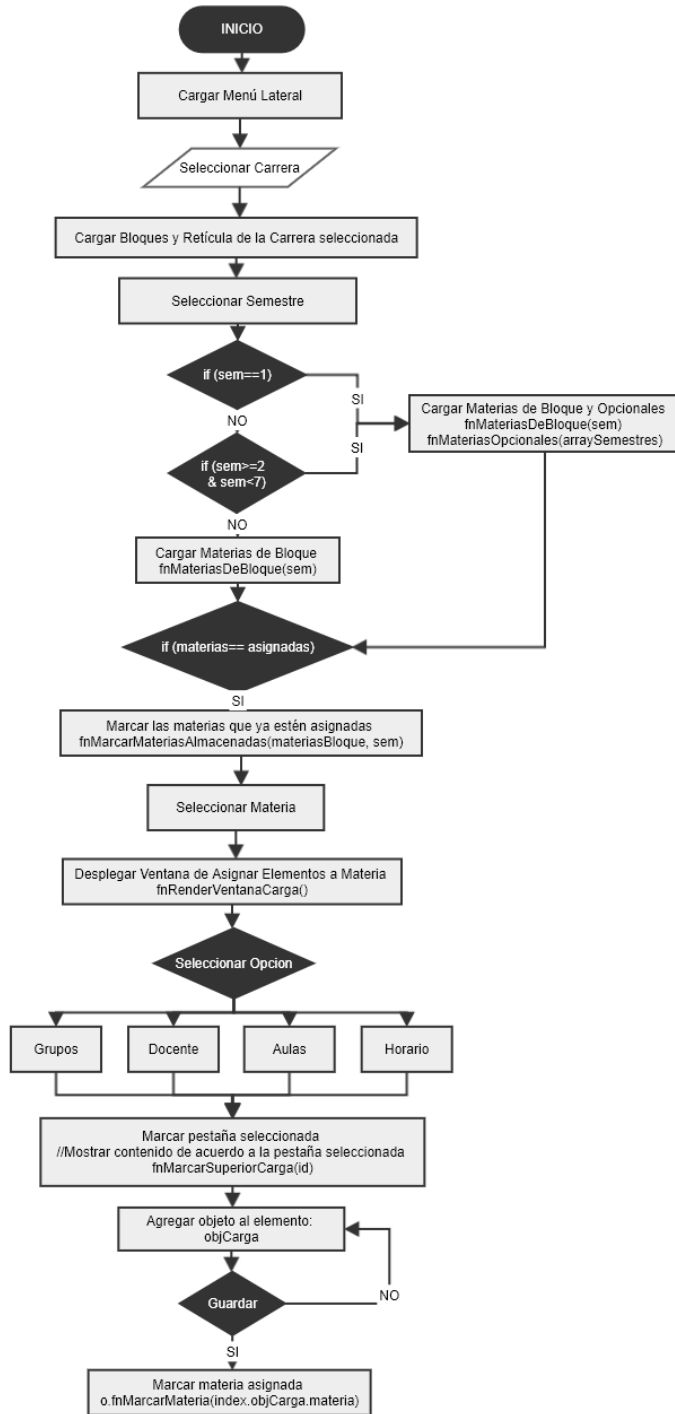 INICIO
Cargar Menú Lateral
Seleccionar Carrera
Cargar Bloques y Retícula de la Carrera seleccionada
Seleccionar Semestre
if (sem==1)
SI
NO
Cargar Materias de Bloque y Opcionales
fnMateriasDeBloque(sem)
fnMateriasOpcionales(arraySemestres)
SI
if (sem>=2
& sem<7)
NO
Cargar Materias de Bloque
fnMateriasDeBloque(sem)
if (materias== asignadas)
SI
Marcar las materias que ya estén asignadas
fnMarcarMateriasAlmacenadas(materiasBloque, sem)
Seleccionar Materia
Desplegar Ventana de Asignar Elementos a Materia
fnRenderVentanaCarga()
Seleccionar Opcion
Grupos
Docente
Aulas
Horario
Marcar pestaña seleccionada
//Mostrar contenido de acuerdo a la pestaña seleccionada
fnMarcarSuperiorCarga(id)
Agregar objeto al elemento:
objCarga
Guardar
NO
SI
Marcar materia asignada
o.fnMarcarMateria(index.objCarga.materia)